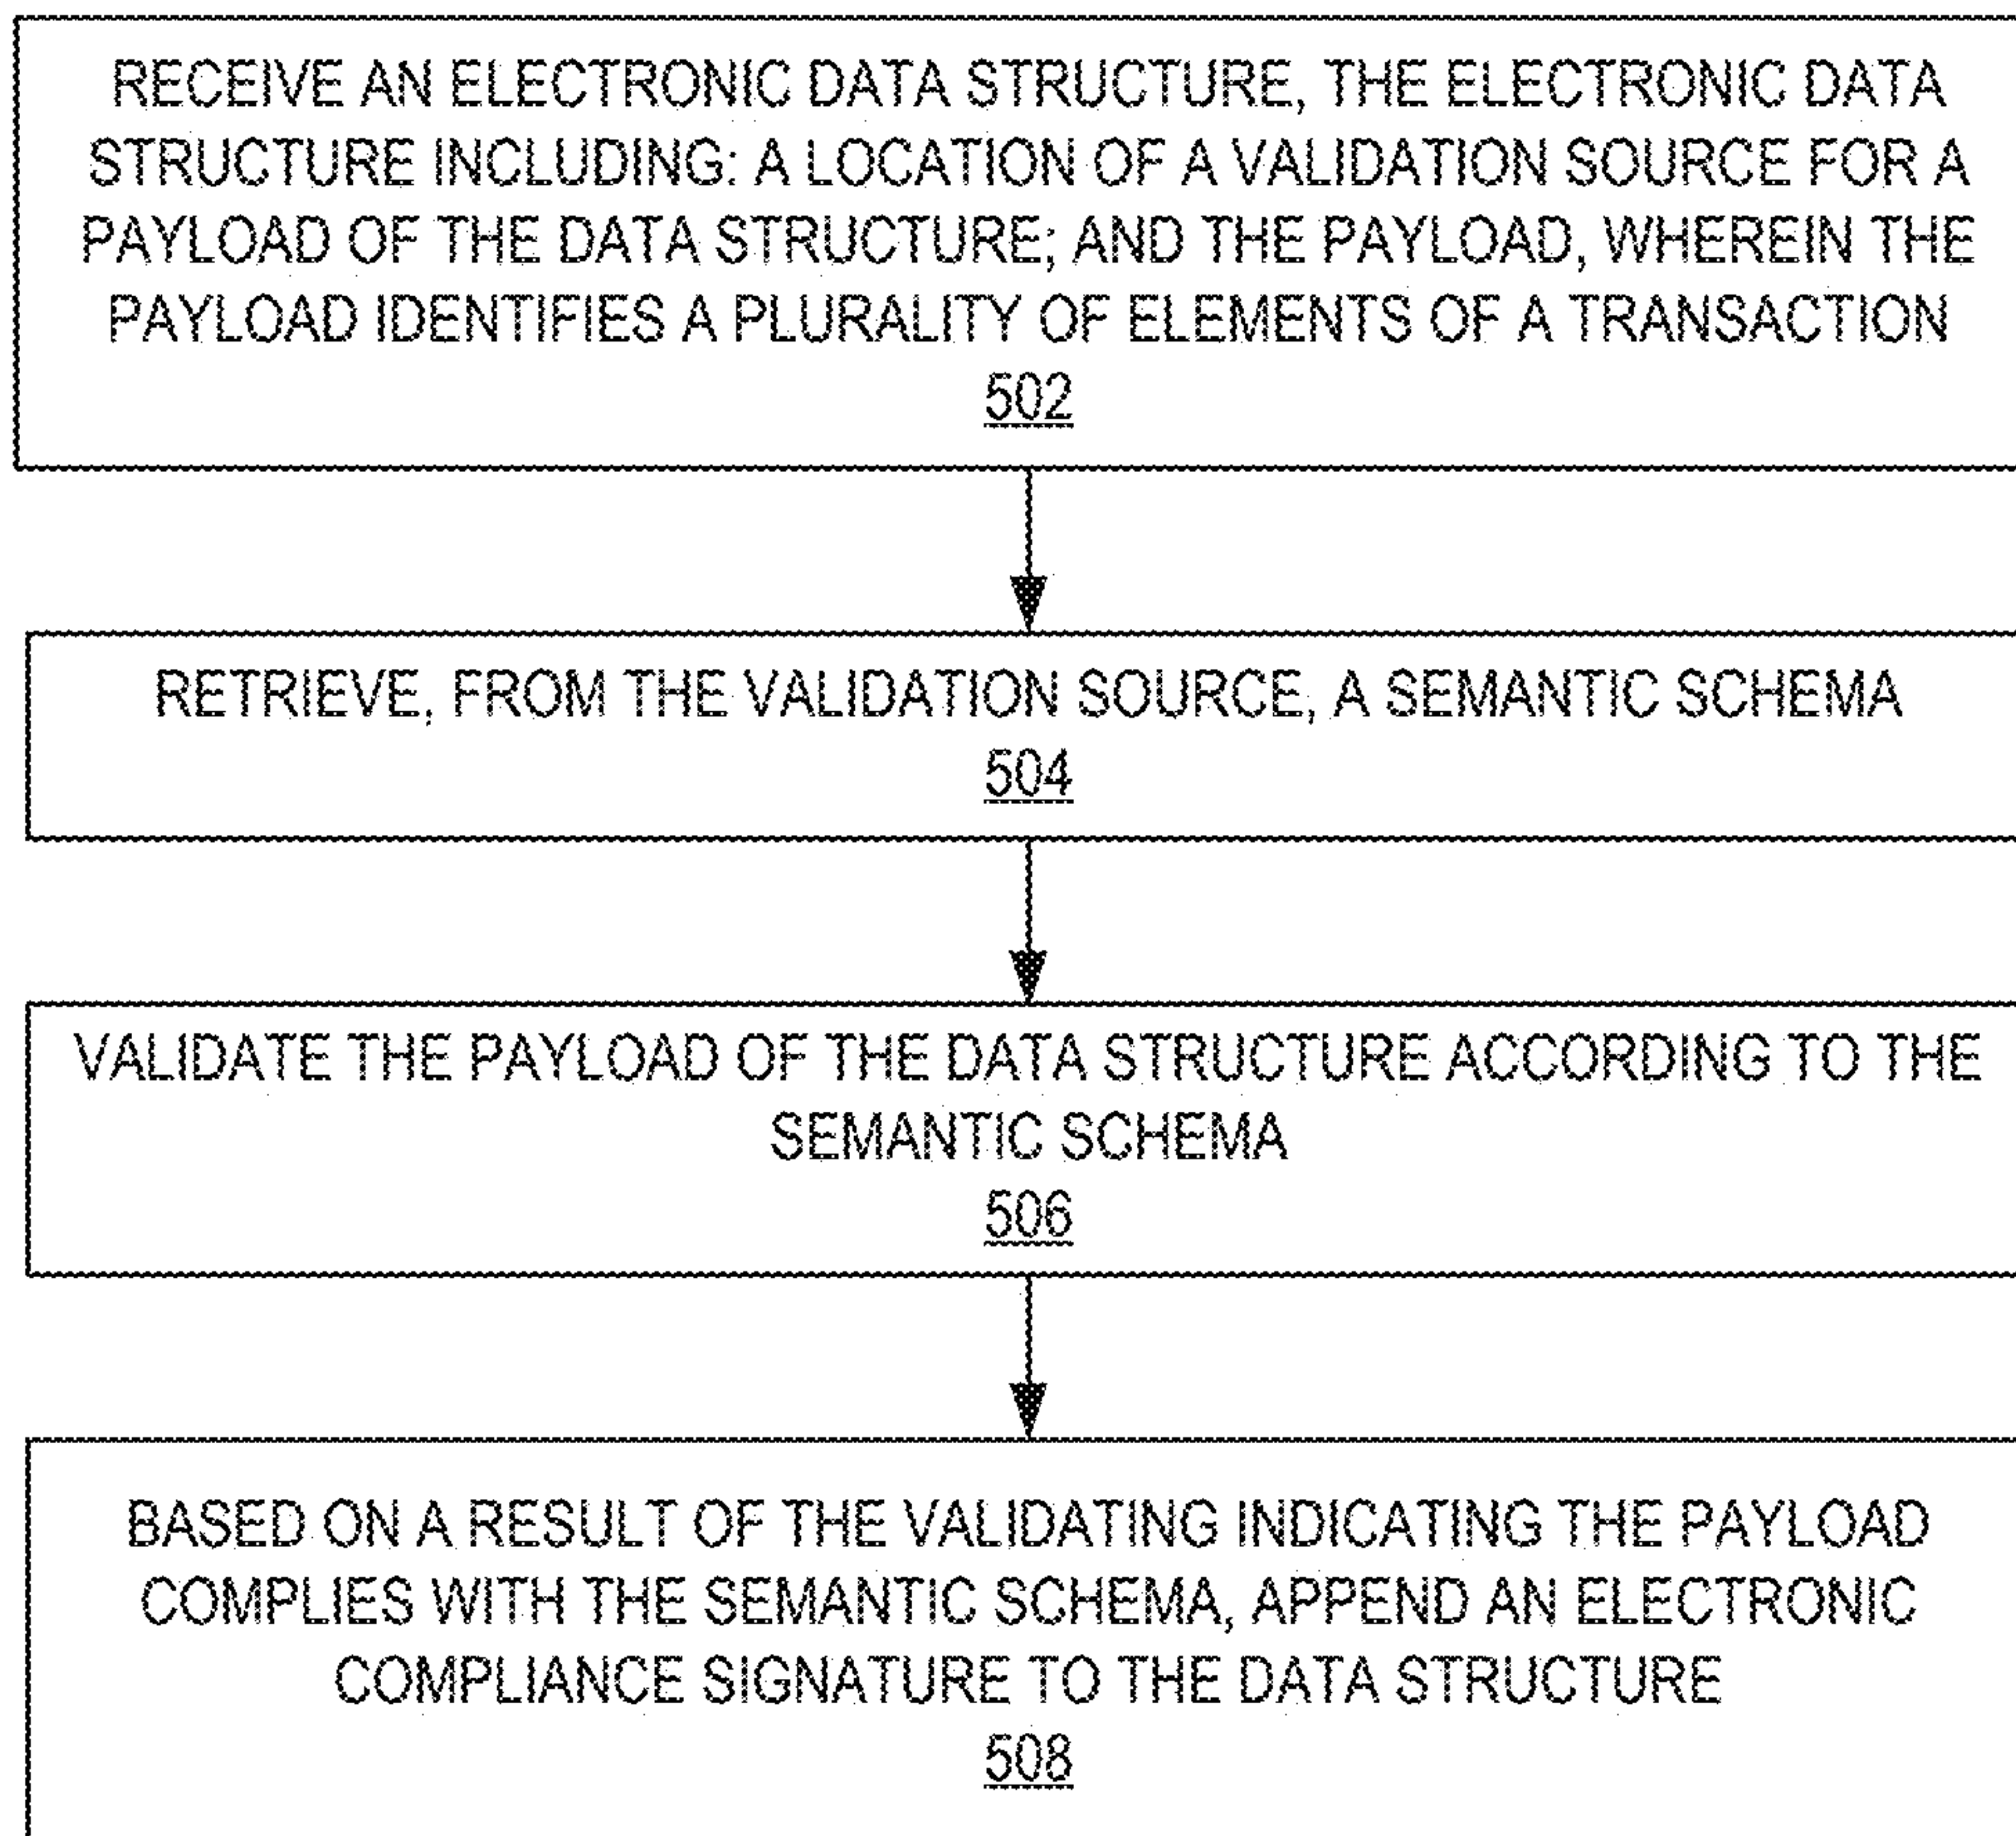 RECEIVE AN ELECTRONIC DATA STRUCTURE, THE ELECTRONIC DATA
STRUCTURE INCLUDING: A LOCATION OF A VALIDATION SOURCE FOR A
PAYLOAD OF THE DATA STRUCTURE; AND THE PAYLOAD, WHEREIN THE
PAYLOAD IDENTIFIES A PLURALITY OF ELEMENTS OF A TRANSACTION
502
RETRIEVE, FROM THE VALIDATION SOURCE, A SEMANTIC SCHEMA
504
VALIDATE THE PAYLOAD OF THE DATA STRUCTURE ACCORDING TO THE
SEMANTIC SCHEMA
506
BASED ON A RESULT OF THE VALIDATING INDICATING THE PAYLOAD
COMPLIES WITH THE SEMANTIC SCHEMA, APPEND AN ELECTRONIC
COMPLIANCE SIGNATURE TO THE DATA STRUCTURE
508